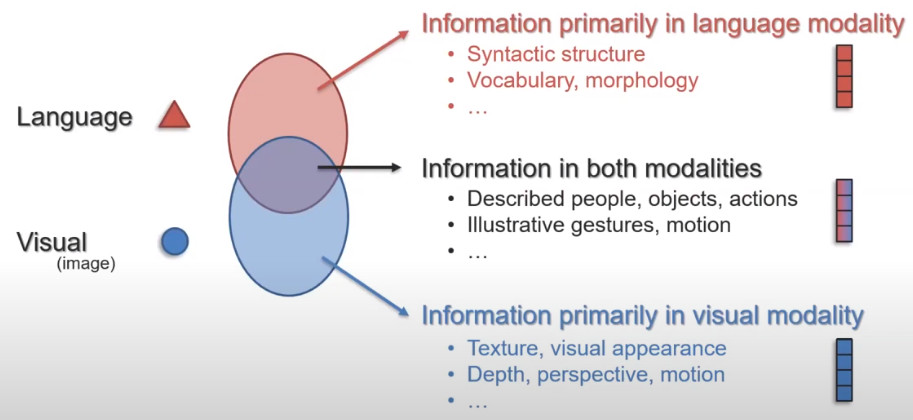 Information primarily in language modality
• Syntactic structure
• Vocabulary, morphology
• …
Language
Information in both modalities
• Described people, objects, actions
• Illustrative gestures, motion
• …
Visual
(image)
Information primarily in visual modality
• Texture, visual appearance
• Depth, perspective, motion
• …